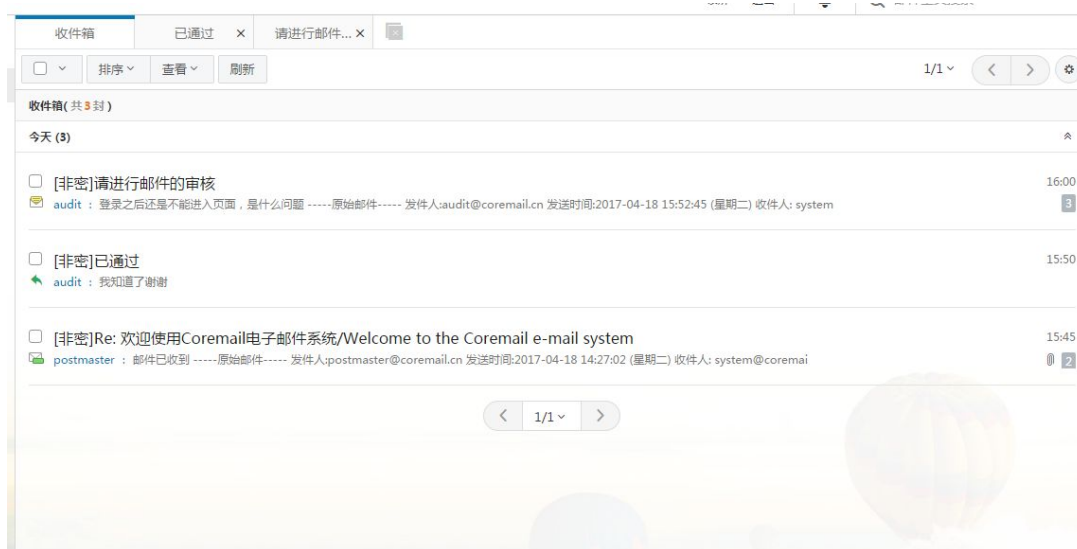 收件箱 已通过 × 请进行邮件... ×
排序 查看 刷新 1/1
收件箱(共3封)
今天 (3)
[非密]请进行邮件的审核 16:00
audit : 登录之后还是不能进入页面,是什么问题 -----原始邮件----- 发件人:audit@coremail.cn 发送时间:2017-04-18 15:52:45 (星期二) 收件人: system 3
[非密]已通过 15:50
audit : 我知道了谢谢
[非密]Re: 欢迎使用Coremail电子邮件系统/Welcome to the Coremail e-mail system 15:45
postmaster : 邮件已收到 -----原始邮件----- 发件人:postmaster@coremail.cn 发送时间:2017-04-18 14:27:02 (星期二) 收件人: system@coremai 2
1/1